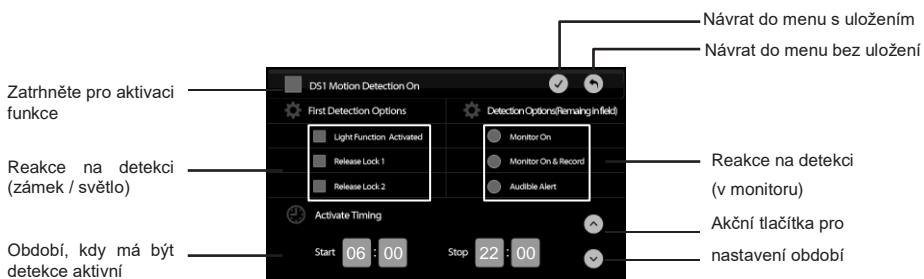 Návrat do menu s uložením
Návrat do menu bez uložení
Zatrhněte pro aktivaci
funkce
DS1 Motion Detection On
First Detection Options
Detection Options(Remaing in field)
Light Function Activated
Monitor On
Reakce na detekci
(zámek / světlo)
Release Lock 1
Monitor On & Record
Reakce na detekci
(v monitoru)
Release Lock 2
Audible Alert
Activate Timing
Akční tlačítka pro
nastavení období
Období, kdy má být
detekce aktivní
Start 06 : 00 Stop 22 : 00